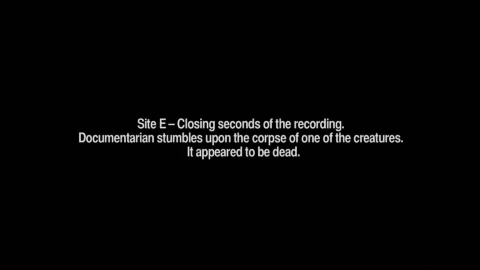 Site E – Closing seconds of the recording.
Documentarian stumbles upon the corpse of one of the creatures.
It appeared to be dead.